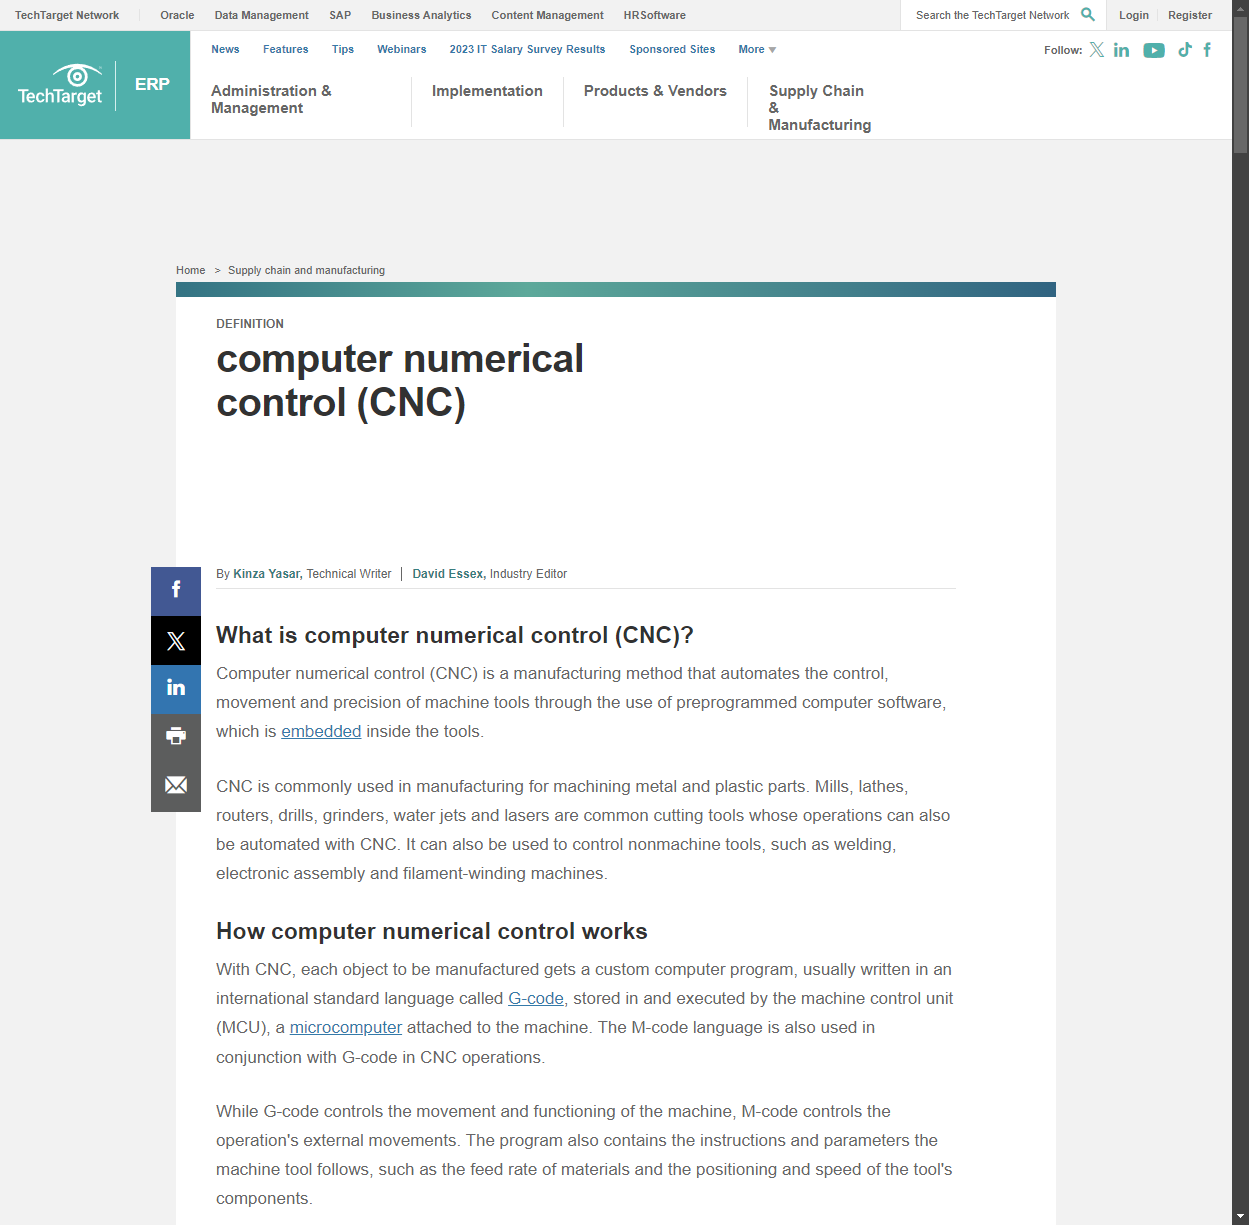 TechTarget Network Oracle Data Management SAP Business Analytics Content Management HRSoftware Search the TechTarget Network Login Register
TechTarget ERP
News Features Tips Webinars 2023 IT Salary Survey Results Sponsored Sites More Follow:
Administration &
Management
Implementation
Products & Vendors
Supply Chain
&
Manufacturing
Home > Supply chain and manufacturing
DEFINITION
computer numerical
control (CNC)
By Kinza Yasar, Technical Writer | David Essex, Industry Editor
What is computer numerical control (CNC)?
Computer numerical control (CNC) is a manufacturing method that automates the control,
movement and precision of machine tools through the use of preprogrammed computer software,
which is embedded inside the tools.
CNC is commonly used in manufacturing for machining metal and plastic parts. Mills, lathes,
routers, drills, grinders, water jets and lasers are common cutting tools whose operations can also
be automated with CNC. It can also be used to control nonmachine tools, such as welding,
electronic assembly and filament-winding machines.
How computer numerical control works
With CNC, each object to be manufactured gets a custom computer program, usually written in an
international standard language called G-code, stored in and executed by the machine control unit
(MCU), a microcomputer attached to the machine. The M-code language is also used in
conjunction with G-code in CNC operations.
While G-code controls the movement and functioning of the machine, M-code controls the
operation's external movements. The program also contains the instructions and parameters the
machine tool follows, such as the feed rate of materials and the positioning and speed of the tool's
components.